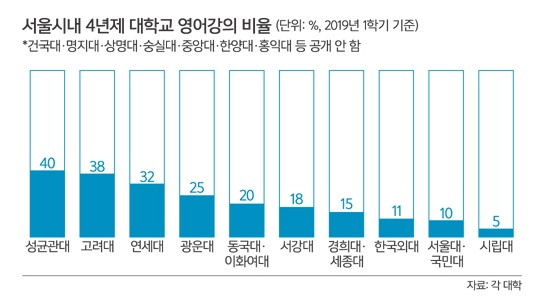 서울시내 4년제 대학교 영어강의 비율 (단위: %, 2019년 1학기 기준)
*건국대·명지대·상명대·숭실대·중앙대·한양대·홍익대 등 공개 안 함
40 38 32 25 20 18 15 11 10 5
성균관대 고려대 연세대 광운대 동국대· 서강대 경희대· 한국외대 서울대· 시립대
이화여대 세종대 국민대
자료: 각 대학